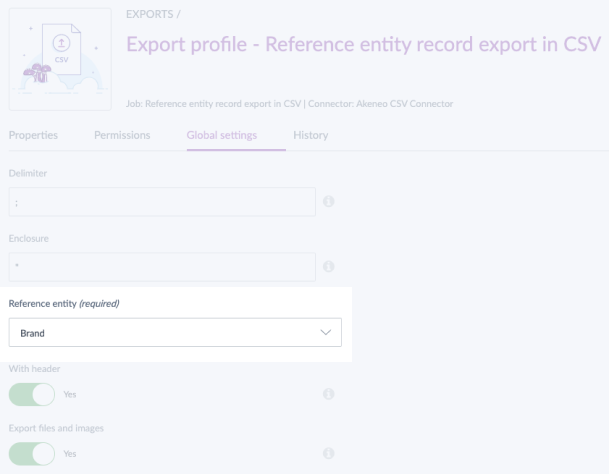 EXPORTS /
CSV
Export profile - Reference entity record export in CSV
Job: Reference entity record export in CSV | Connector: Akeneo CSV Connector
Properties Permissions Global settings History
Delimiter
;
Enclosure
"
Reference entity (required)
Brand
With header
Yes
Export files and images
Yes